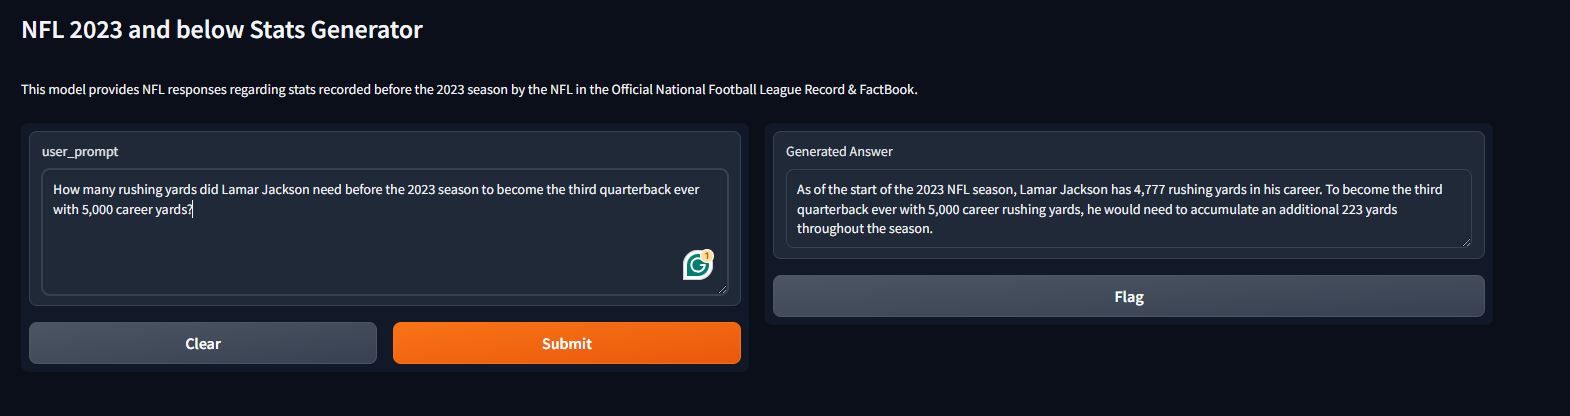 NFL 2023 and below Stats Generator
This model provides NFL responses regarding stats recorded before the 2023 season by the NFL in the Official National Football League Record & FactBook.
user_prompt
How many rushing yards did Lamar Jackson need before the 2023 season to become the third quarterback ever
with 5,000 career yards?
G 1
Clear
Submit
Generated Answer
As of the start of the 2023 NFL season, Lamar Jackson has 4,777 rushing yards in his career. To become the third
quarterback ever with 5,000 career rushing yards, he would need to accumulate an additional 223 yards
throughout the season.
Flag